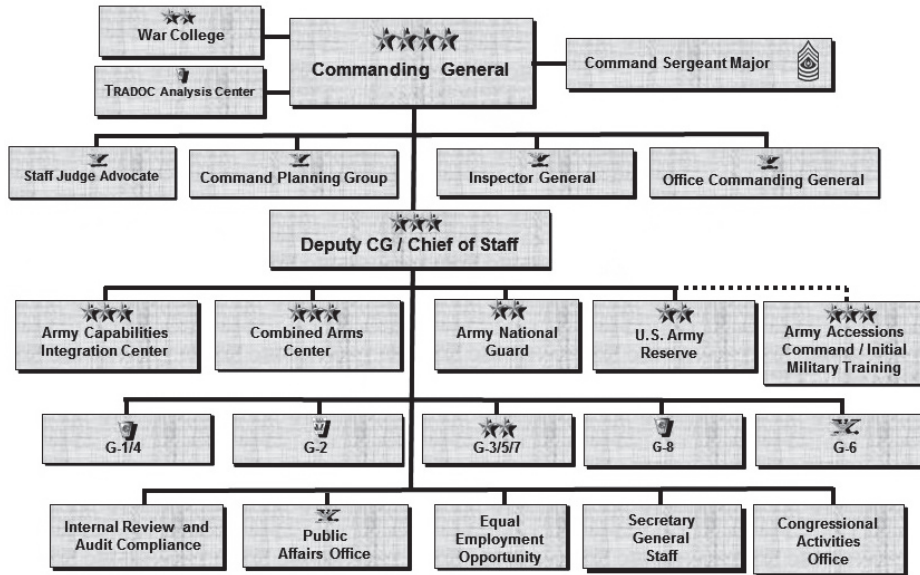 War College
Commanding General
Command Sergeant Major
TRADOC Analysis Center
Staff Judge Advocate
Command Planning Group
Inspector General
Office Commanding General
Deputy CG / Chief of Staff
Army Capabilities
Integration Center
Combined Arms
Center
Army National
Guard
U.S. Army
Reserve
Army Accessions
Command / Initial
Military Training
G-1/4
G-2
G-3/5/7
G-8
G-6
Internal Review and
Audit Compliance
Public
Affairs Office
Equal
Employment
Opportunity
Secretary
General
Staff
Congressional
Activities
Office